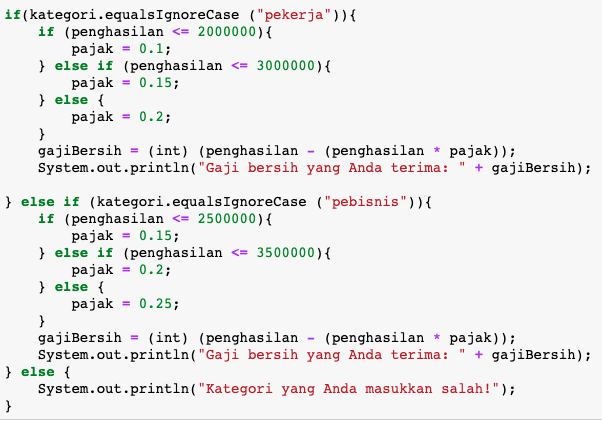 if(kategori.equalsIgnoreCase ("pekerja")){
    if (penghasilan <= 2000000){
        pajak = 0.1;
    } else if (penghasilan <= 3000000){
        pajak = 0.15;
    } else {
        pajak = 0.2;
    }
    gajiBersih = (int) (penghasilan - (penghasilan * pajak));
    System.out.println("Gaji bersih yang Anda terima: " + gajiBersih);

} else if (kategori.equalsIgnoreCase ("pebisnis")){
    if (penghasilan <= 2500000){
        pajak = 0.15;
    } else if (penghasilan <= 3500000){
        pajak = 0.2;
    } else {
        pajak = 0.25;
    }
    gajiBersih = (int) (penghasilan - (penghasilan * pajak));
    System.out.println("Gaji bersih yang Anda terima: " + gajiBersih);
} else {
    System.out.println("Kategori yang Anda masukkan salah!");
}